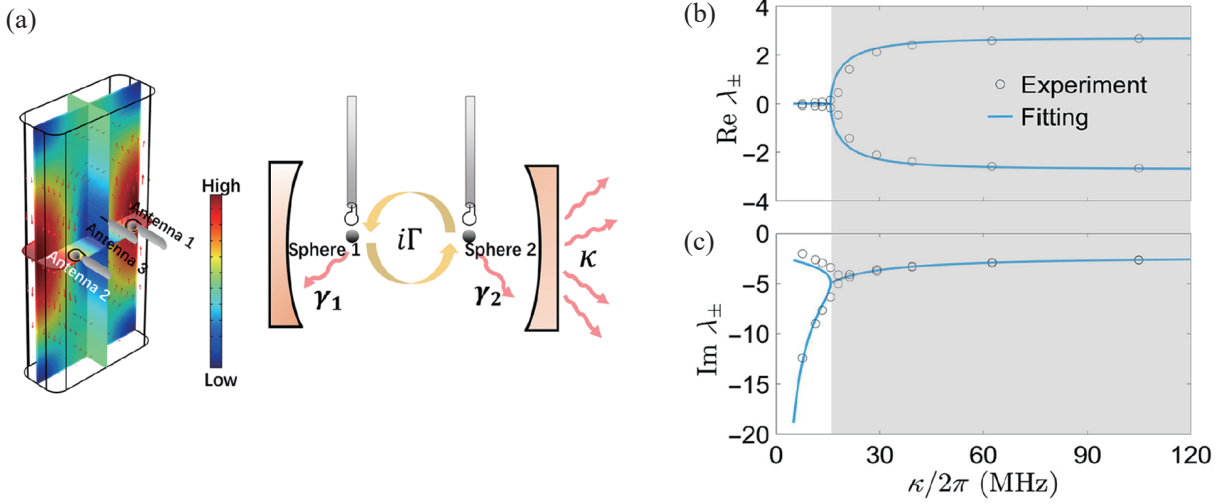 (a)
High
Low
Antenna 1
Antenna 3
Antenna 2
Sphere 1
iΓ
Sphere 2
γ₁
γ₂
κ
(b)
4
2
0
−2
−4
Re λ±
Experiment
Fitting
(c)
0
−5
−10
−15
−20
Im λ±
0
30
60
90
120
κ/2π (MHz)